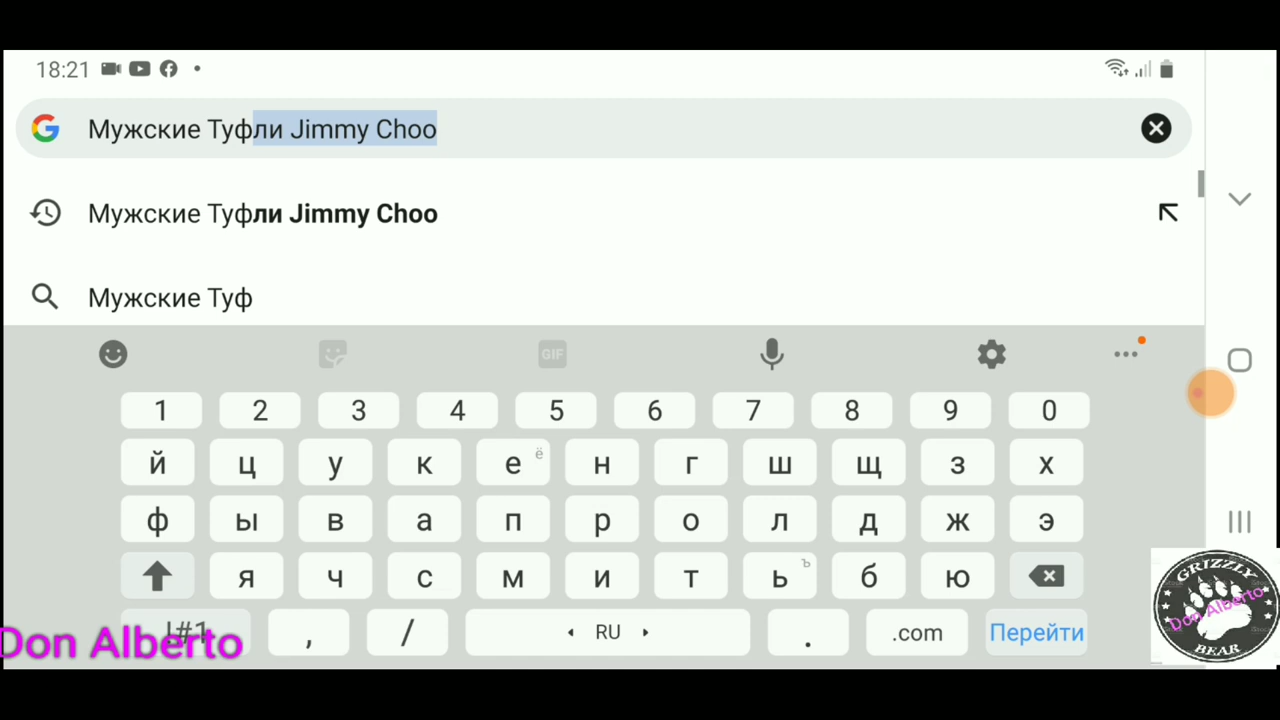 18:21
Мужские Туфли Jimmy Choo
Мужские Туфли Jimmy Choo
Мужские Туф
GIF
1 2 3 4 5 6 7 8 9 0
й ц у к е ё н г ш щ з х
ф ы в а п р о л д ж э
я ч с м и т ь ъ б ю
!#1 , / RU . .com Перейти
Don Alberto
GRIZZLY
Don Alberto
BEAR